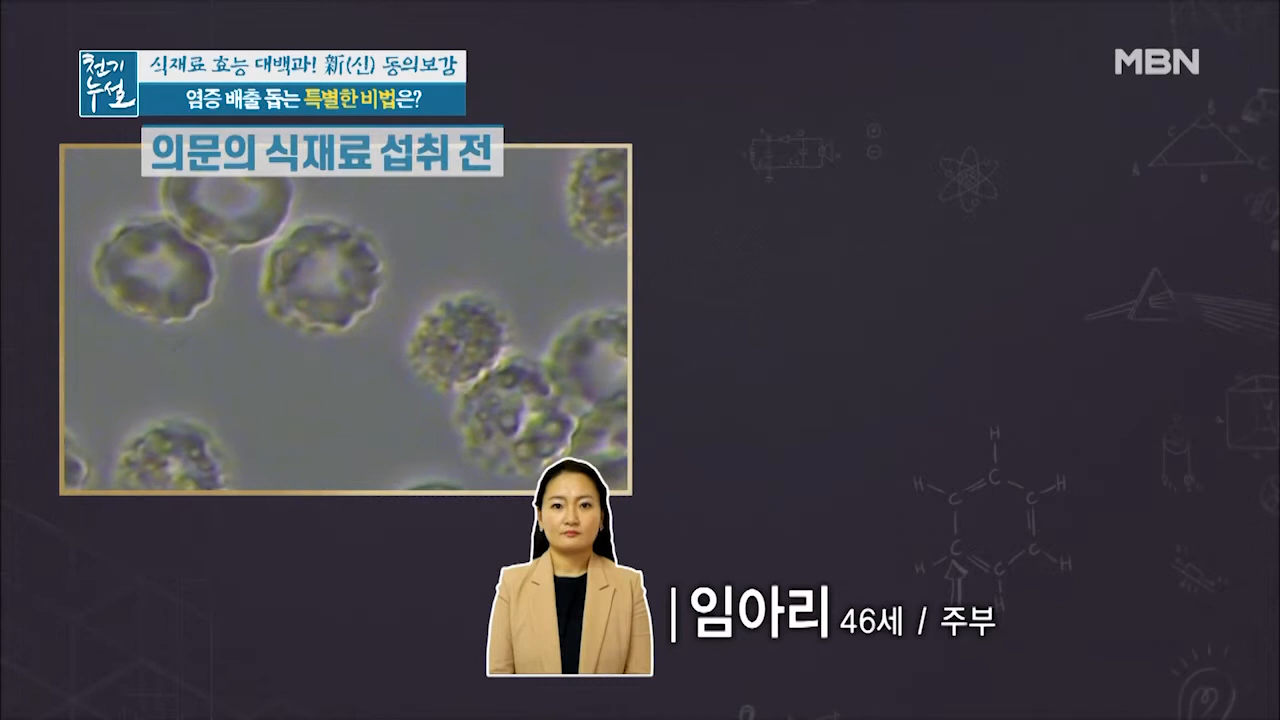 천기누설
식재료 효능 대백과! 新(신) 동의보감
MBN
염증 배출 돕는 특별한 비법은?
의문의 식재료 섭취 전
임아리 46세 / 주부